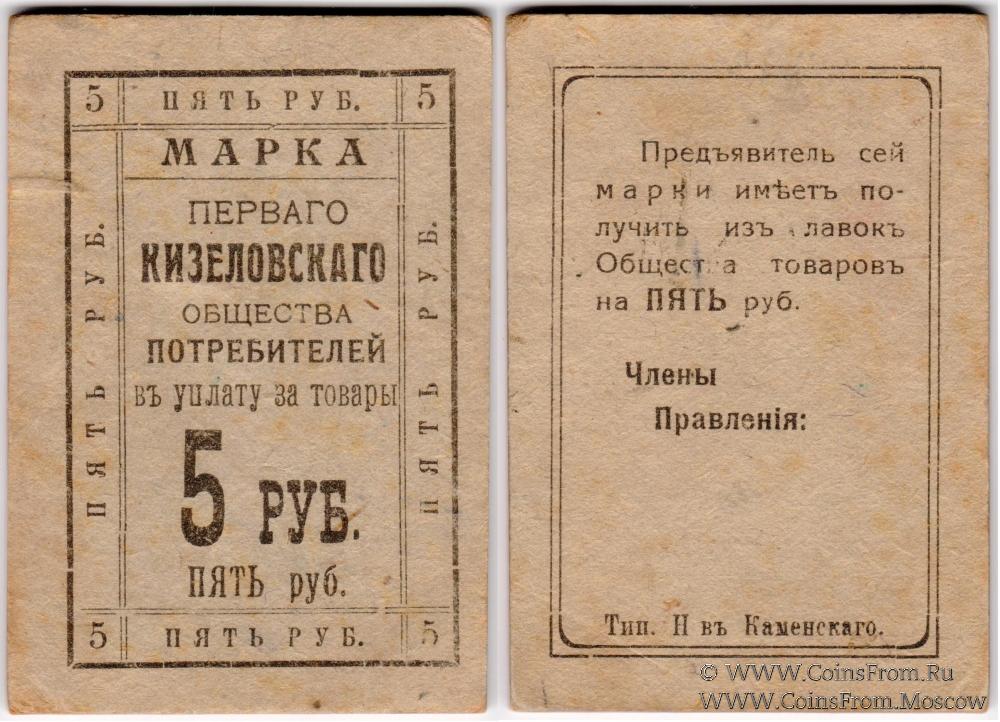 5 ПЯТЬ РУБ. 5
МАРКА
ПЕРВАГО
КИЗЕЛОВСКАГО
ОБЩЕСТВА
ПОТРЕБИТЕЛЕЙ
въ уплату за товары
5 РУБ.
ПЯТЬ руб.
5 ПЯТЬ РУБ. 5
ПЯТЬ РУБ.
ПЯТЬ РУБ.
Предъявитель сей
марки имѣетъ по-
лучить изъ лавокъ
Общества товаровъ
на ПЯТЬ руб.
Члены
Правленія:
Тип. Н въ Каменскаго.
© WWW.CoinsFrom.Ru
WWW.CoinsFrom.Moscow